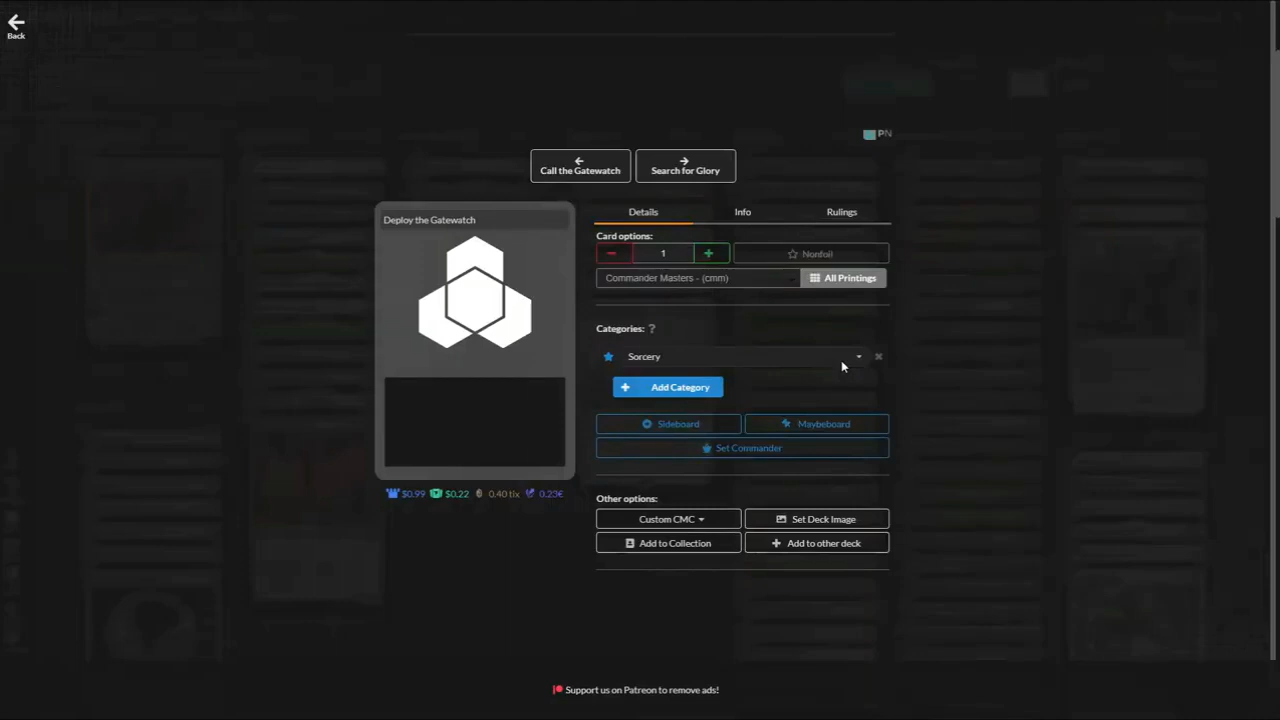 Back
PN
Call the Gatewatch
Search for Glory
Deploy the Gatewatch
Details Info Rulings
Card options:
1
Nonfoil
Commander Masters - (cmm)
All Printings
Categories: ?
Sorcery
Add Category
Sideboard
Maybeboard
Set Commander
$0.99 $0.22 0.40 tix 0.23€
Other options:
Custom CMC
Set Deck Image
Add to Collection
Add to other deck
Support us on Patreon to remove ads!